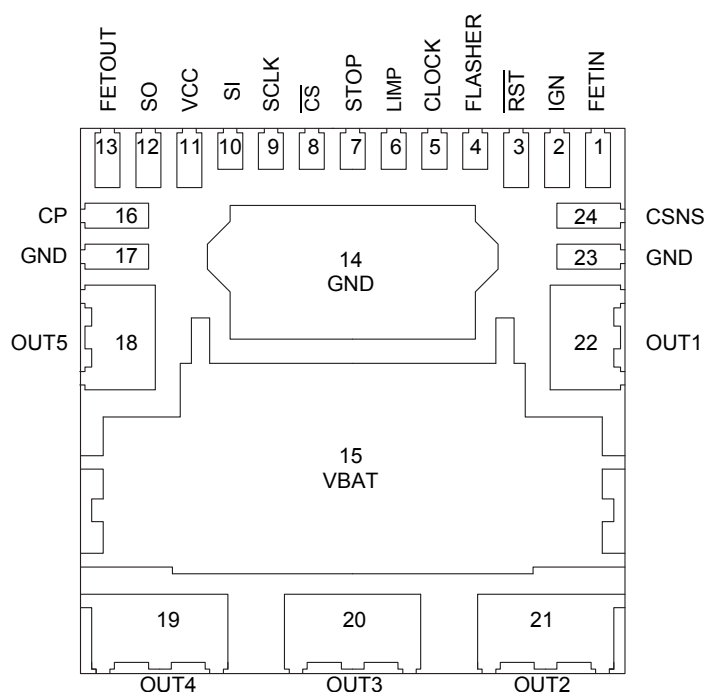 FETOUT
SO
VCC
SI
SCLK
C̅S̅
STOP
LIMP
CLOCK
FLASHER
R̅S̅T̅
IGN
FETIN
13 12 11 10 9 8 7 6 5 4 3 2 1
CP 16 24 CSNS
GND 17 23 GND
14
GND
OUT5 18 22 OUT1
15
VBAT
19 20 21
OUT4 OUT3 OUT2